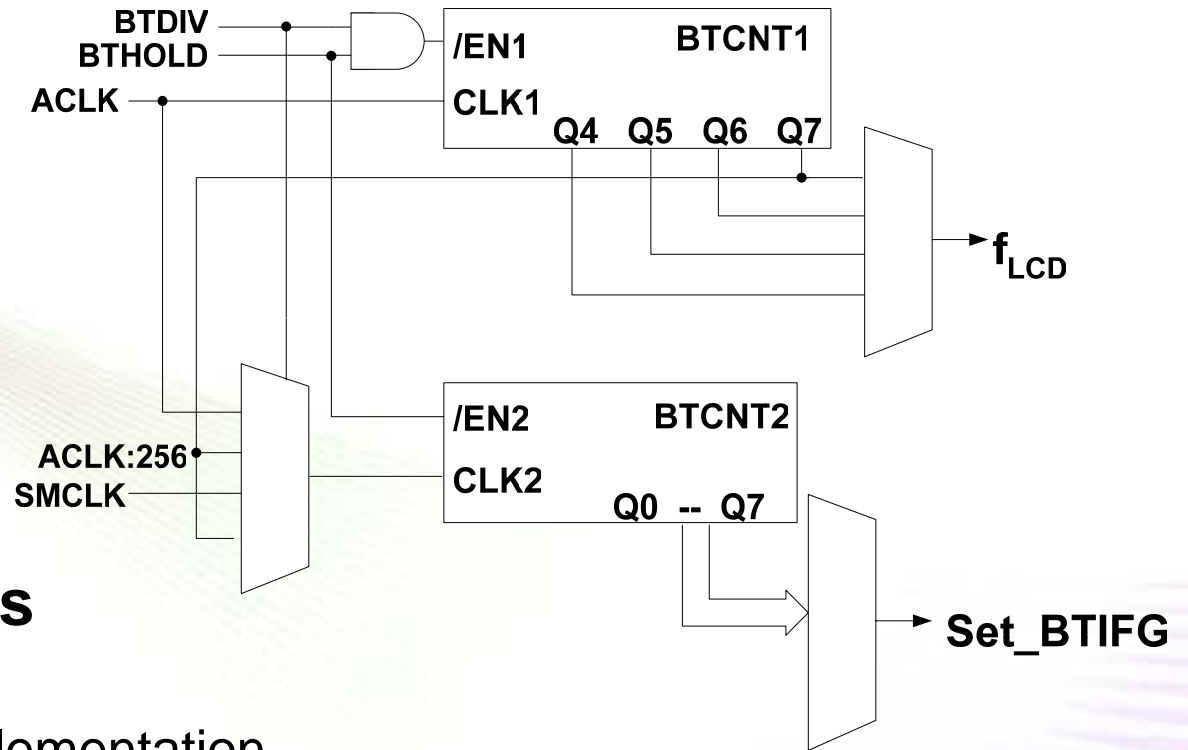 BTDIV
BTHOLD
ACLK
/EN1
BTCNT1
CLK1
Q4 Q5 Q6 Q7
fLCD
/EN2
BTCNT2
ACLK:256
CLK2
SMCLK
Q0 -- Q7
s
Set_BTIFG